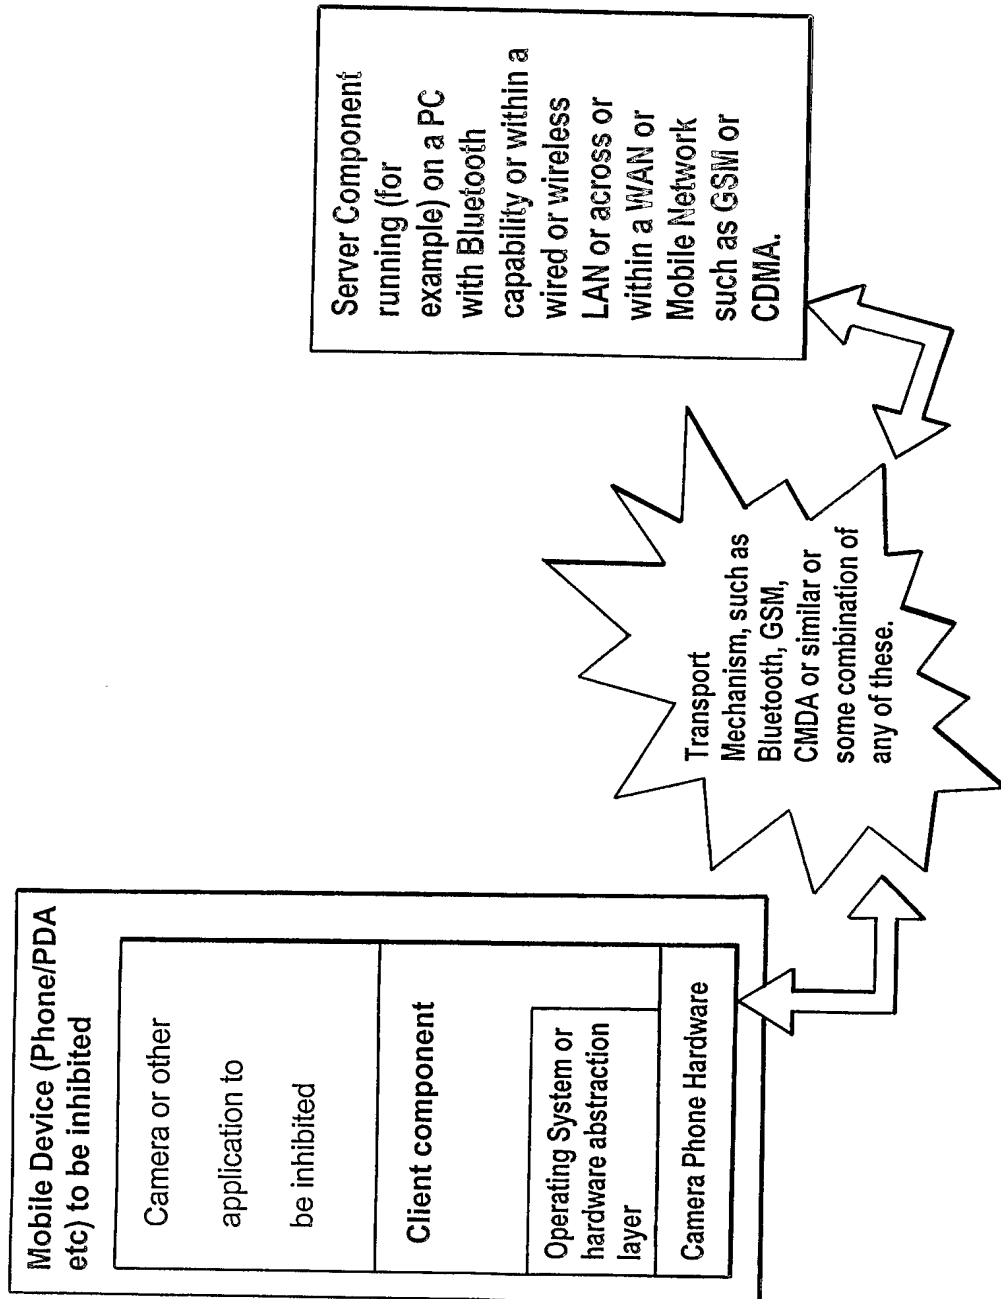 Mobile Device (Phone/PDA
etc) to be inhibited
Camera or other
application to
be inhibited
Client component
Operating System or
hardware abstraction
layer
Camera Phone Hardware
Transport
Mechanism, such as
Bluetooth, GSM,
CMDA or similar or
some combination of
any of these.
Server Component
running (for
example) on a PC
with Bluetooth
capability or within a
wired or wireless
LAN or across or
within a WAN or
Mobile Network
such as GSM or
CDMA.